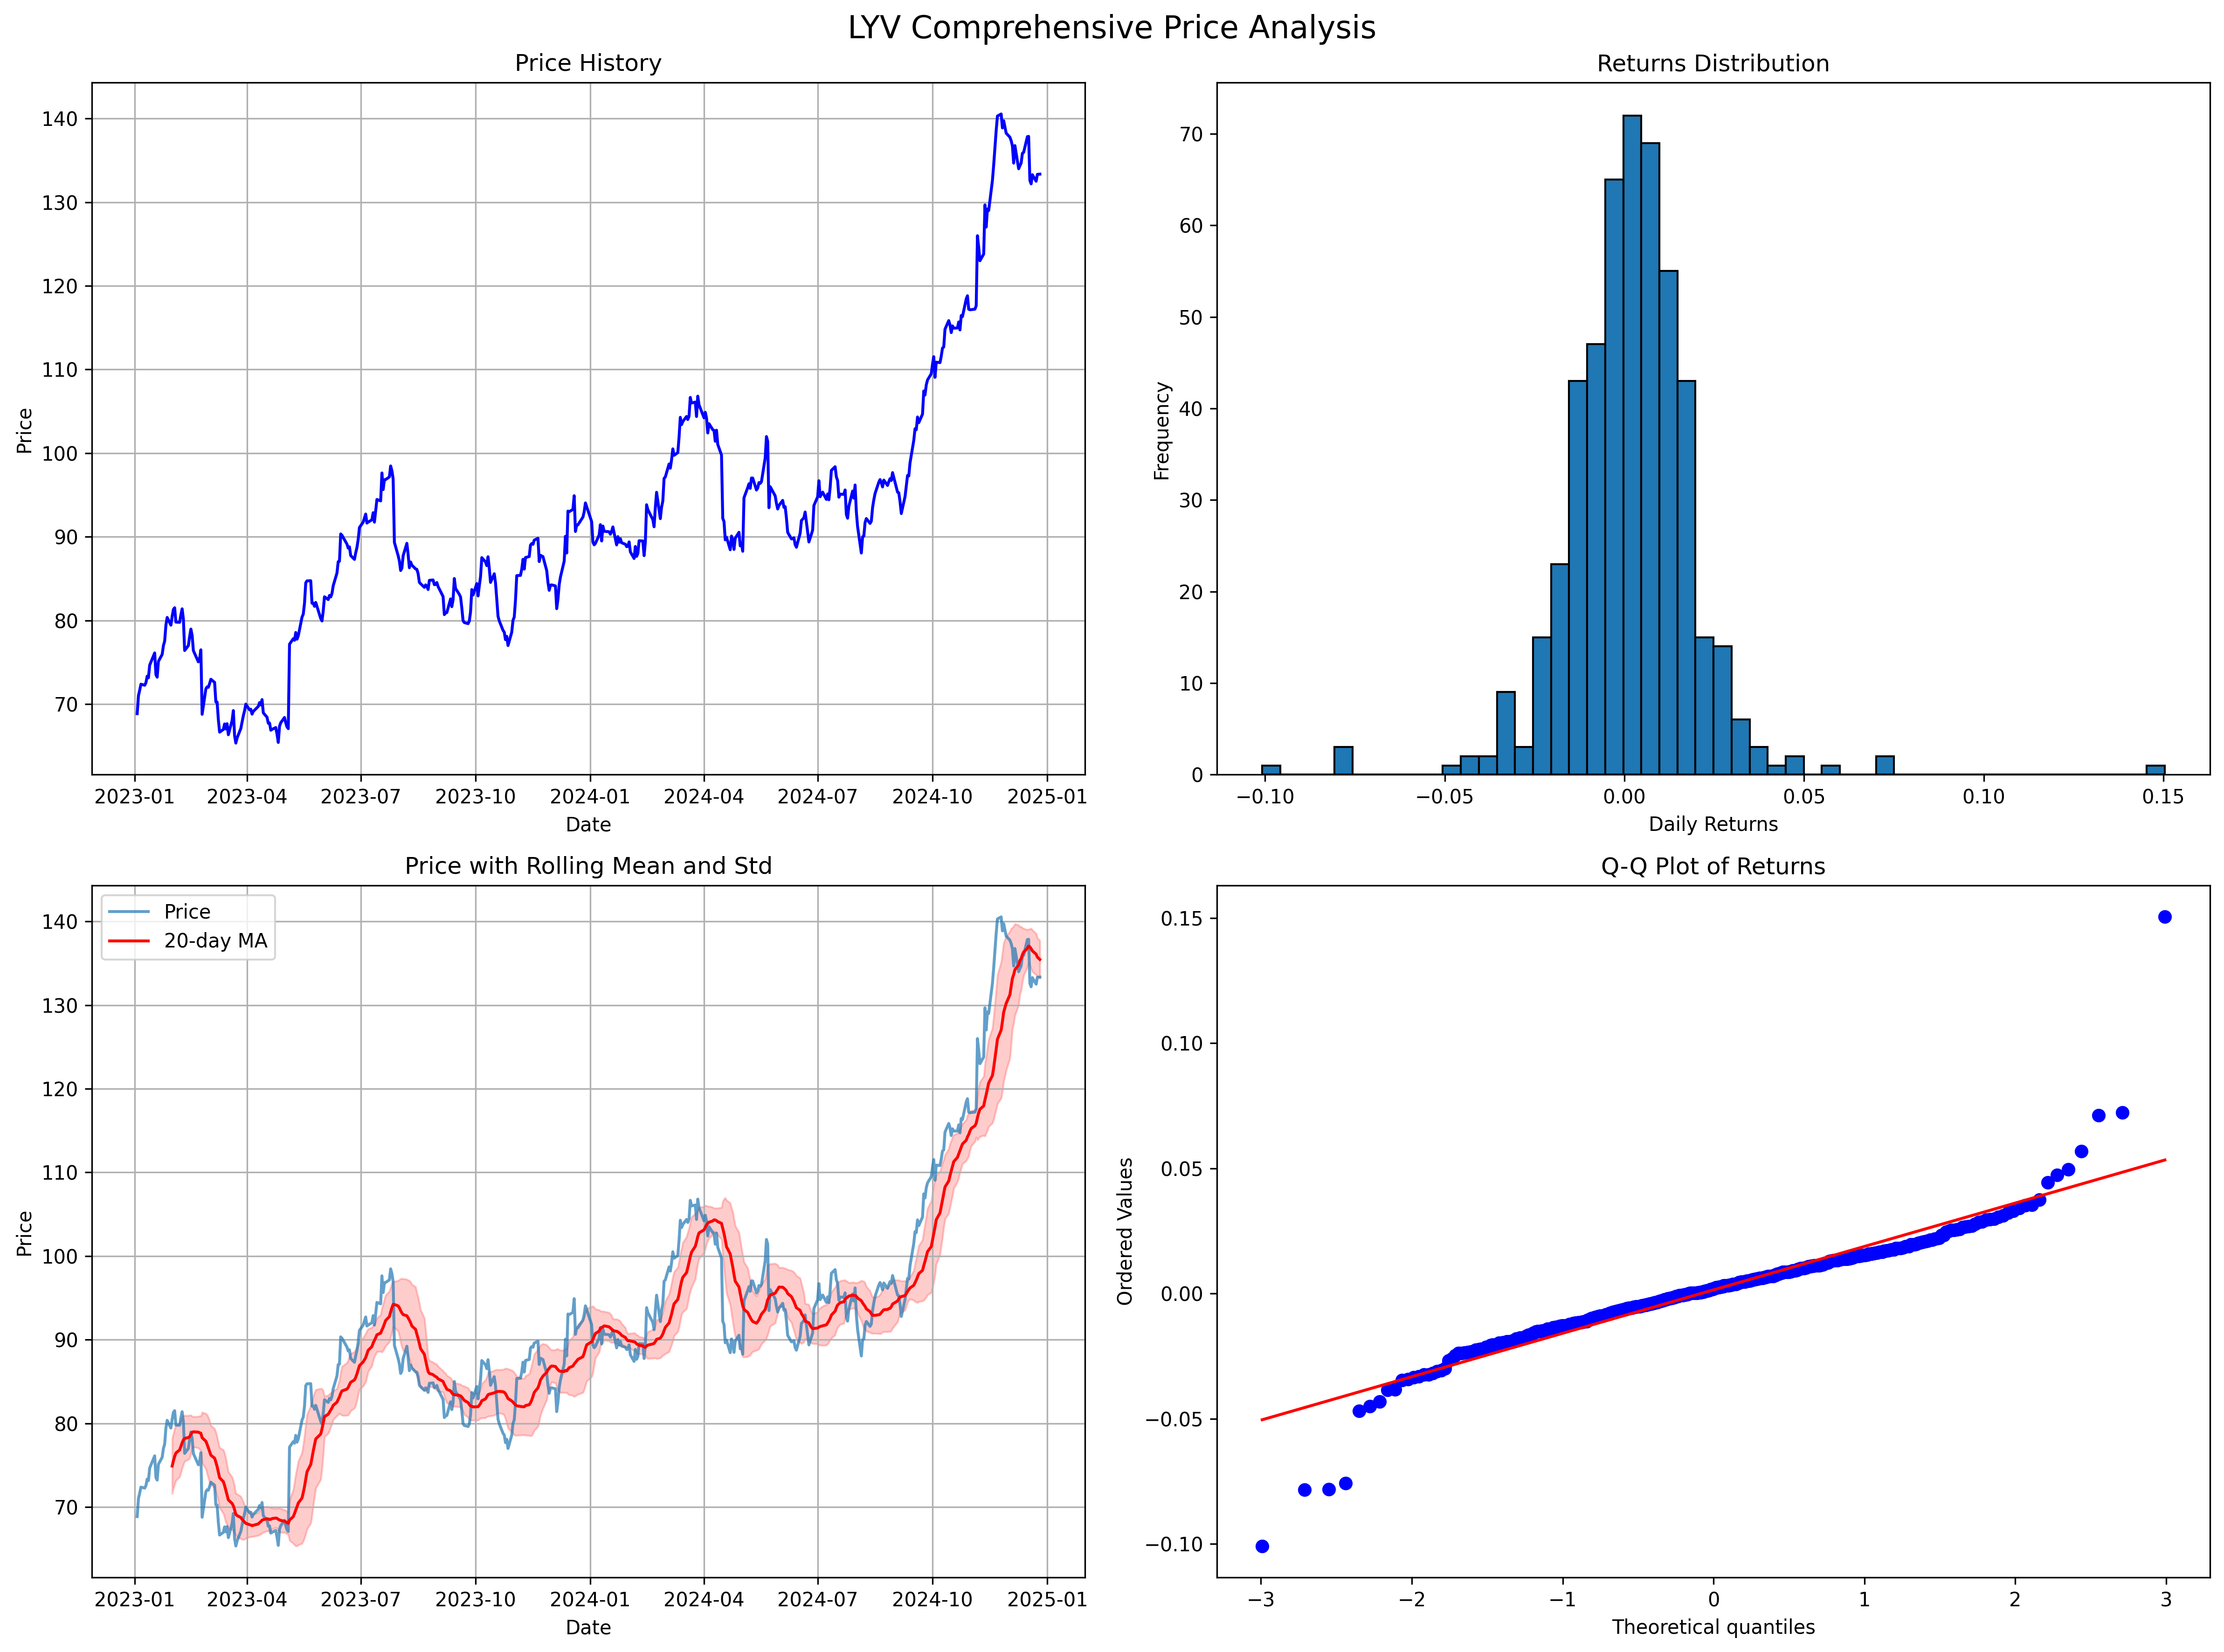 LYV Comprehensive Price Analysis
Price History
140
130
120
110
100
90
80
70
Price
2023-01 2023-04 2023-07 2023-10 2024-01 2024-04 2024-07 2024-10 2025-01
Date
Returns Distribution
70
60
50
40
30
20
10
0
Frequency
−0.10 −0.05 0.00 0.05 0.10 0.15
Daily Returns
Price with Rolling Mean and Std
Price
20-day MA
140
130
120
110
100
90
80
70
Price
2023-01 2023-04 2023-07 2023-10 2024-01 2024-04 2024-07 2024-10 2025-01
Date
Q-Q Plot of Returns
0.15
0.10
0.05
0.00
−0.05
−0.10
Ordered Values
−3 −2 −1 0 1 2 3
Theoretical quantiles